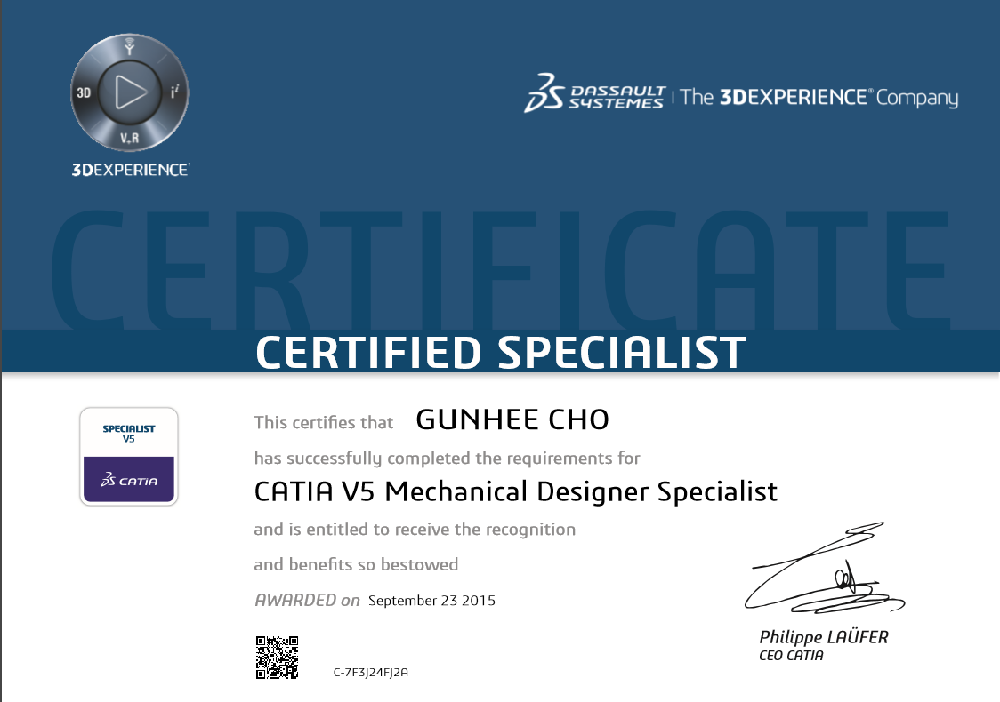 3D
V+R
3DEXPERIENCE
DASSAULT
SYSTEMES
The 3DEXPERIENCE® Company
CERTIFICATE
CERTIFIED SPECIALIST
SPECIALIST
V5
CATIA
This certifies that GUNHEE CHO
has successfully completed the requirements for
CATIA V5 Mechanical Designer Specialist
and is entitled to receive the recognition
and benefits so bestowed
AWARDED on September 23 2015
C-7F3J24FJ2A
Philippe LAÜFER
CEO CATIA